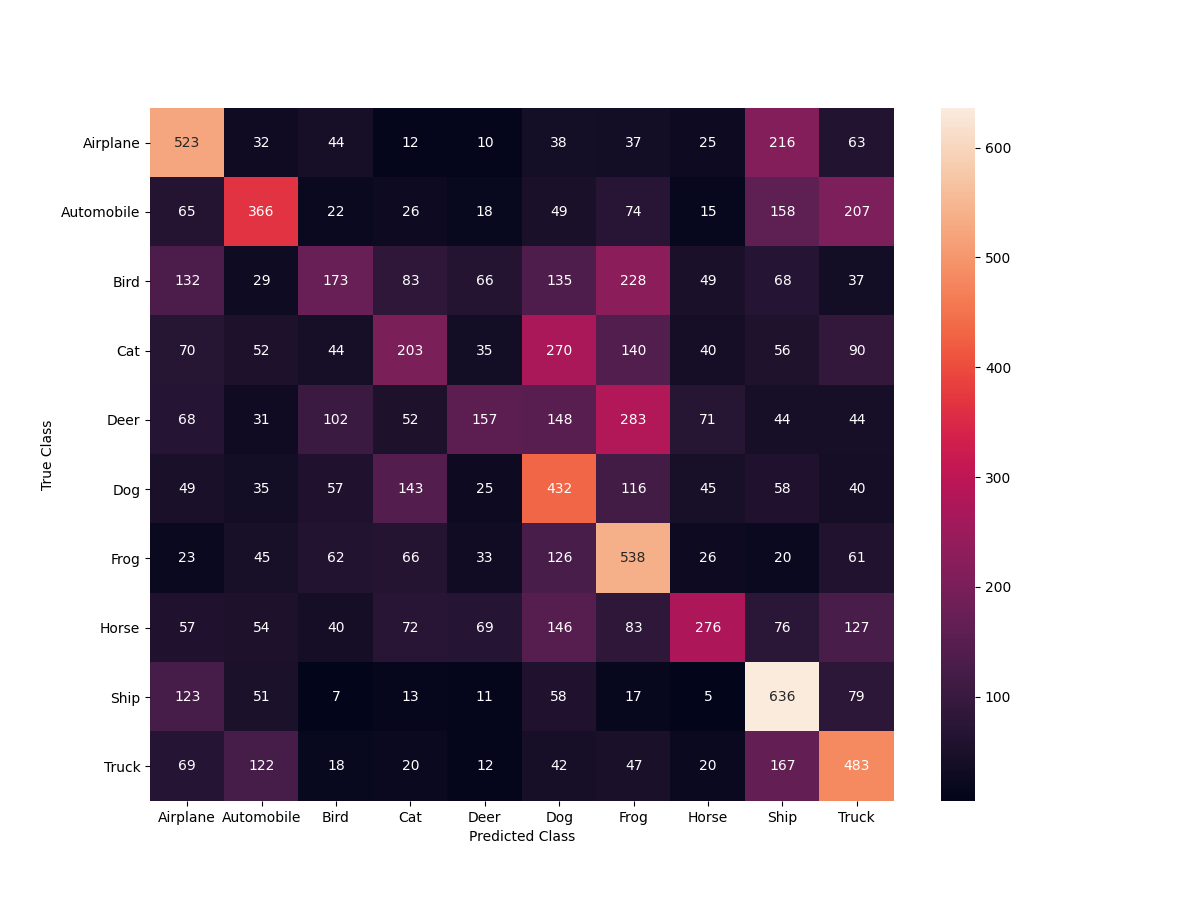 Airplane 523 32 44 12 10 38 37 25 216 63
Automobile 65 366 22 26 18 49 74 15 158 207
Bird 132 29 173 83 66 135 228 49 68 37
Cat 70 52 44 203 35 270 140 40 56 90
Deer 68 31 102 52 157 148 283 71 44 44
Dog 49 35 57 143 25 432 116 45 58 40
Frog 23 45 62 66 33 126 538 26 20 61
Horse 57 54 40 72 69 146 83 276 76 127
Ship 123 51 7 13 11 58 17 5 636 79
Truck 69 122 18 20 12 42 47 20 167 483
Airplane Automobile Bird Cat Deer Dog Frog Horse Ship Truck
Predicted Class
True Class
600
500
400
300
200
100